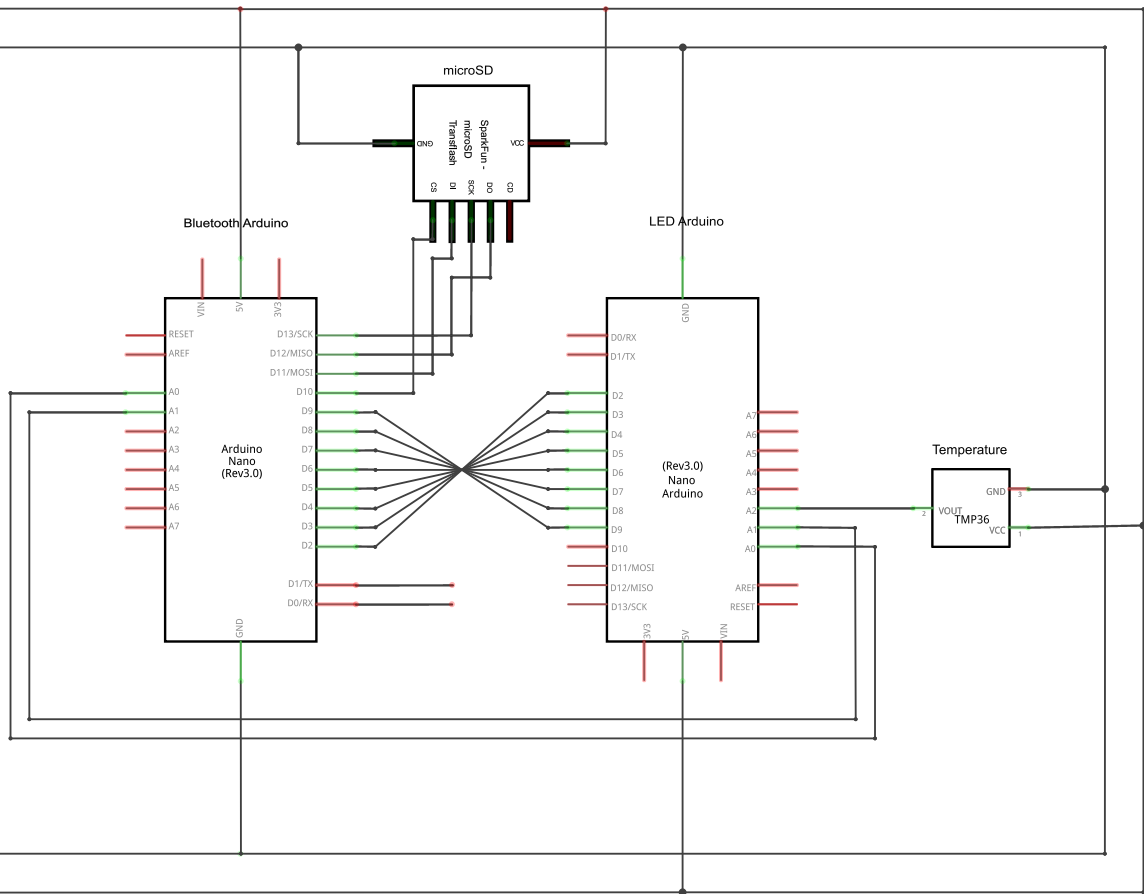 microSD
SparkFun -
microSD
Transflash
GND
VCC
CS
DI
SCK
DO
CD
Bluetooth Arduino
VIN
5V
3V3
RESET
AREF
A0
A1
A2
A3
A4
A5
A6
A7
D13/SCK
D12/MISO
D11/MOSI
D10
D9
D8
D7
D6
D5
D4
D3
D2
D1/TX
D0/RX
Arduino
Nano
(Rev3.0)
GND
LED Arduino
GND
D0/RX
D1/TX
D2
D3
D4
D5
D6
D7
D8
D9
D10
D11/MOSI
D12/MISO
D13/SCK
(Rev3.0)
Nano
Arduino
A7
A6
A5
A4
A3
A2
A1
A0
AREF
RESET
3V3
5V
VIN
Temperature
GND
3
2
VOUT
TMP36
VCC
1